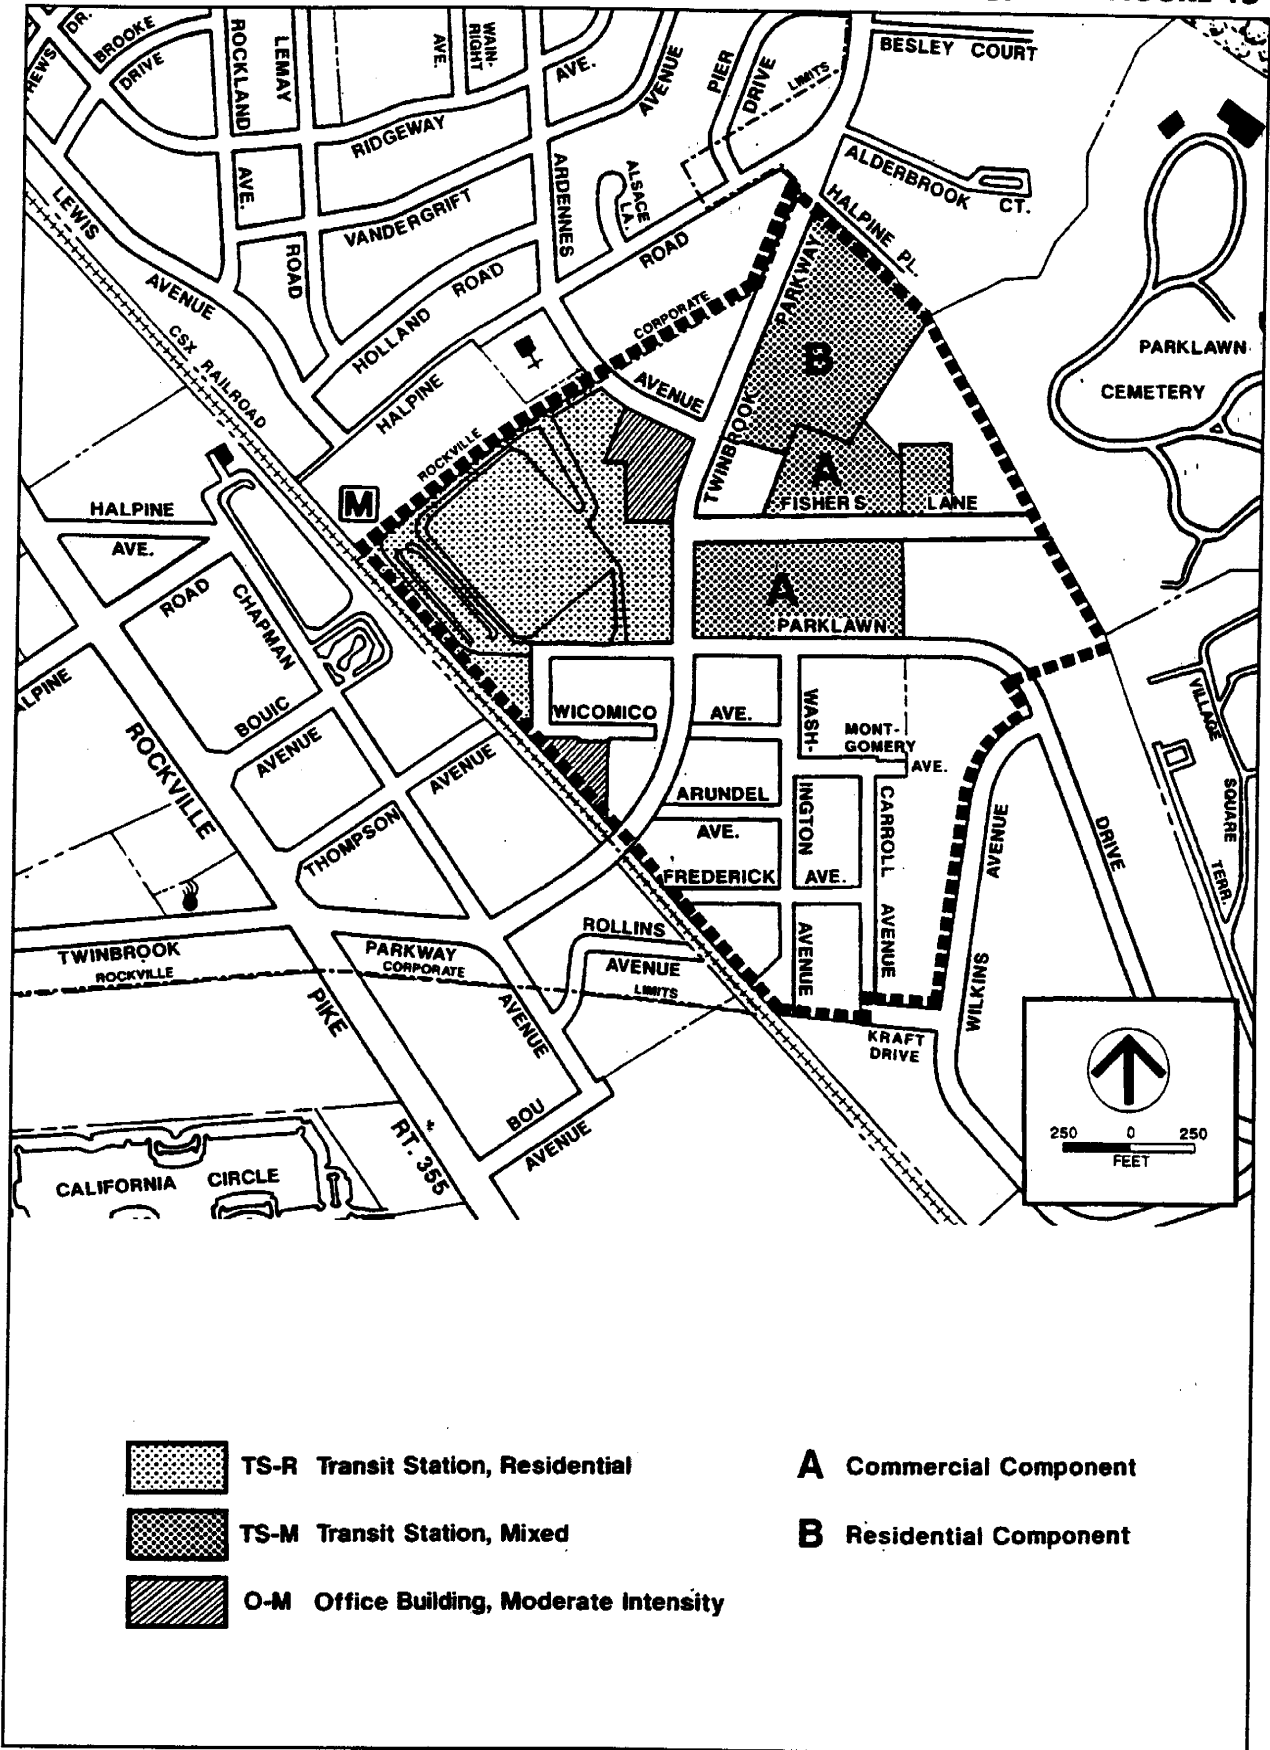 BESLEY COURT
DR.
BROOKE
DRIVE
ROCKLAND
AVE.
LEMAY
ROAD
AVE.
WAIN-
RIGHT
AVE.
AVENUE
PIER
DRIVE
LIMITS
RIDGEWAY
VANDERGRIFT
ARDENNES
ALSACE
LA.
ALDERBROOK
CT.
HALPINE PL.
LEWIS
AVENUE
CSX RAILROAD
HOLLAND ROAD
HALPINE
ROAD
CORPORATE
ROCKVILLE
AVENUE
PARKWAY
TWINBROOK
B
A
FISHERS LANE
PARKLAWN
CEMETERY
M
HALPINE
AVE.
ROAD
CHAPMAN
BOUIC
AVENUE
AVENUE
THOMPSON
ALPINE
ROCKVILLE
A
PARKLAWN
WICOMICO
AVE.
WASH-
INGTON
MONT-
GOMERY
AVE.
ARUNDEL
AVE.
FREDERICK
AVE.
CARROLL
AVENUE
AVENUE
AVENUE
WILKINS
DRIVE
VILLAGE
SQUARE
TERR.
ROLLINS
AVENUE
TWINBROOK
ROCKVILLE
PARKWAY
CORPORATE
LIMITS
PIKE
AVENUE
KRAFT
DRIVE
BOU
AVENUE
RT. 355
CALIFORNIA CIRCLE
250 0 250
FEET
TS-R Transit Station, Residential
TS-M Transit Station, Mixed
O-M Office Building, Moderate Intensity
A Commercial Component
B Residential Component